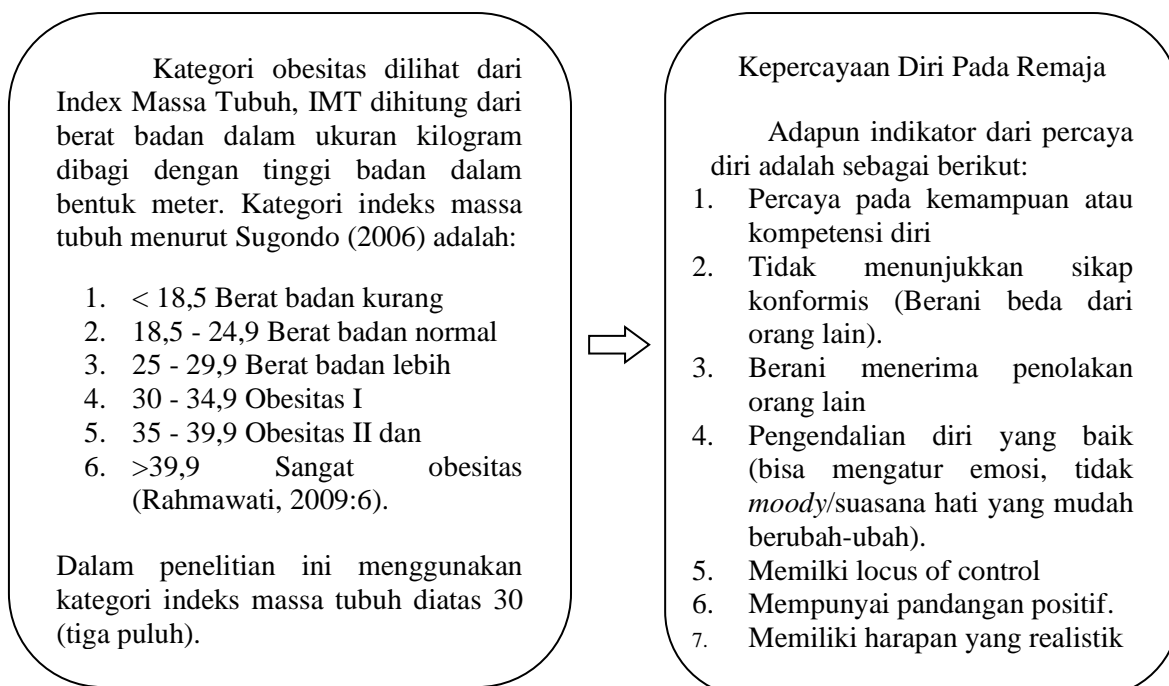 Kategori obesitas dilihat dari
Index Massa Tubuh, IMT dihitung dari
berat badan dalam ukuran kilogram
dibagi dengan tinggi badan dalam
bentuk meter. Kategori indeks massa
tubuh menurut Sugondo (2006) adalah:
1. < 18,5 Berat badan kurang
2. 18,5 - 24,9 Berat badan normal
3. 25 - 29,9 Berat badan lebih
4. 30 - 34,9 Obesitas I
5. 35 - 39,9 Obesitas II dan
6. >39,9 Sangat obesitas
(Rahmawati, 2009:6).
Dalam penelitian ini menggunakan
kategori indeks massa tubuh diatas 30
(tiga puluh).
Kepercayaan Diri Pada Remaja
Adapun indikator dari percaya
diri adalah sebagai berikut:
1. Percaya pada kemampuan atau
kompetensi diri
2. Tidak menunjukkan sikap
konformis (Berani beda dari
orang lain).
3. Berani menerima penolakan
orang lain
4. Pengendalian diri yang baik
(bisa mengatur emosi, tidak
moody/suasana hati yang mudah
berubah-ubah).
5. Memilki locus of control
6. Mempunyai pandangan positif.
7. Memiliki harapan yang realistik